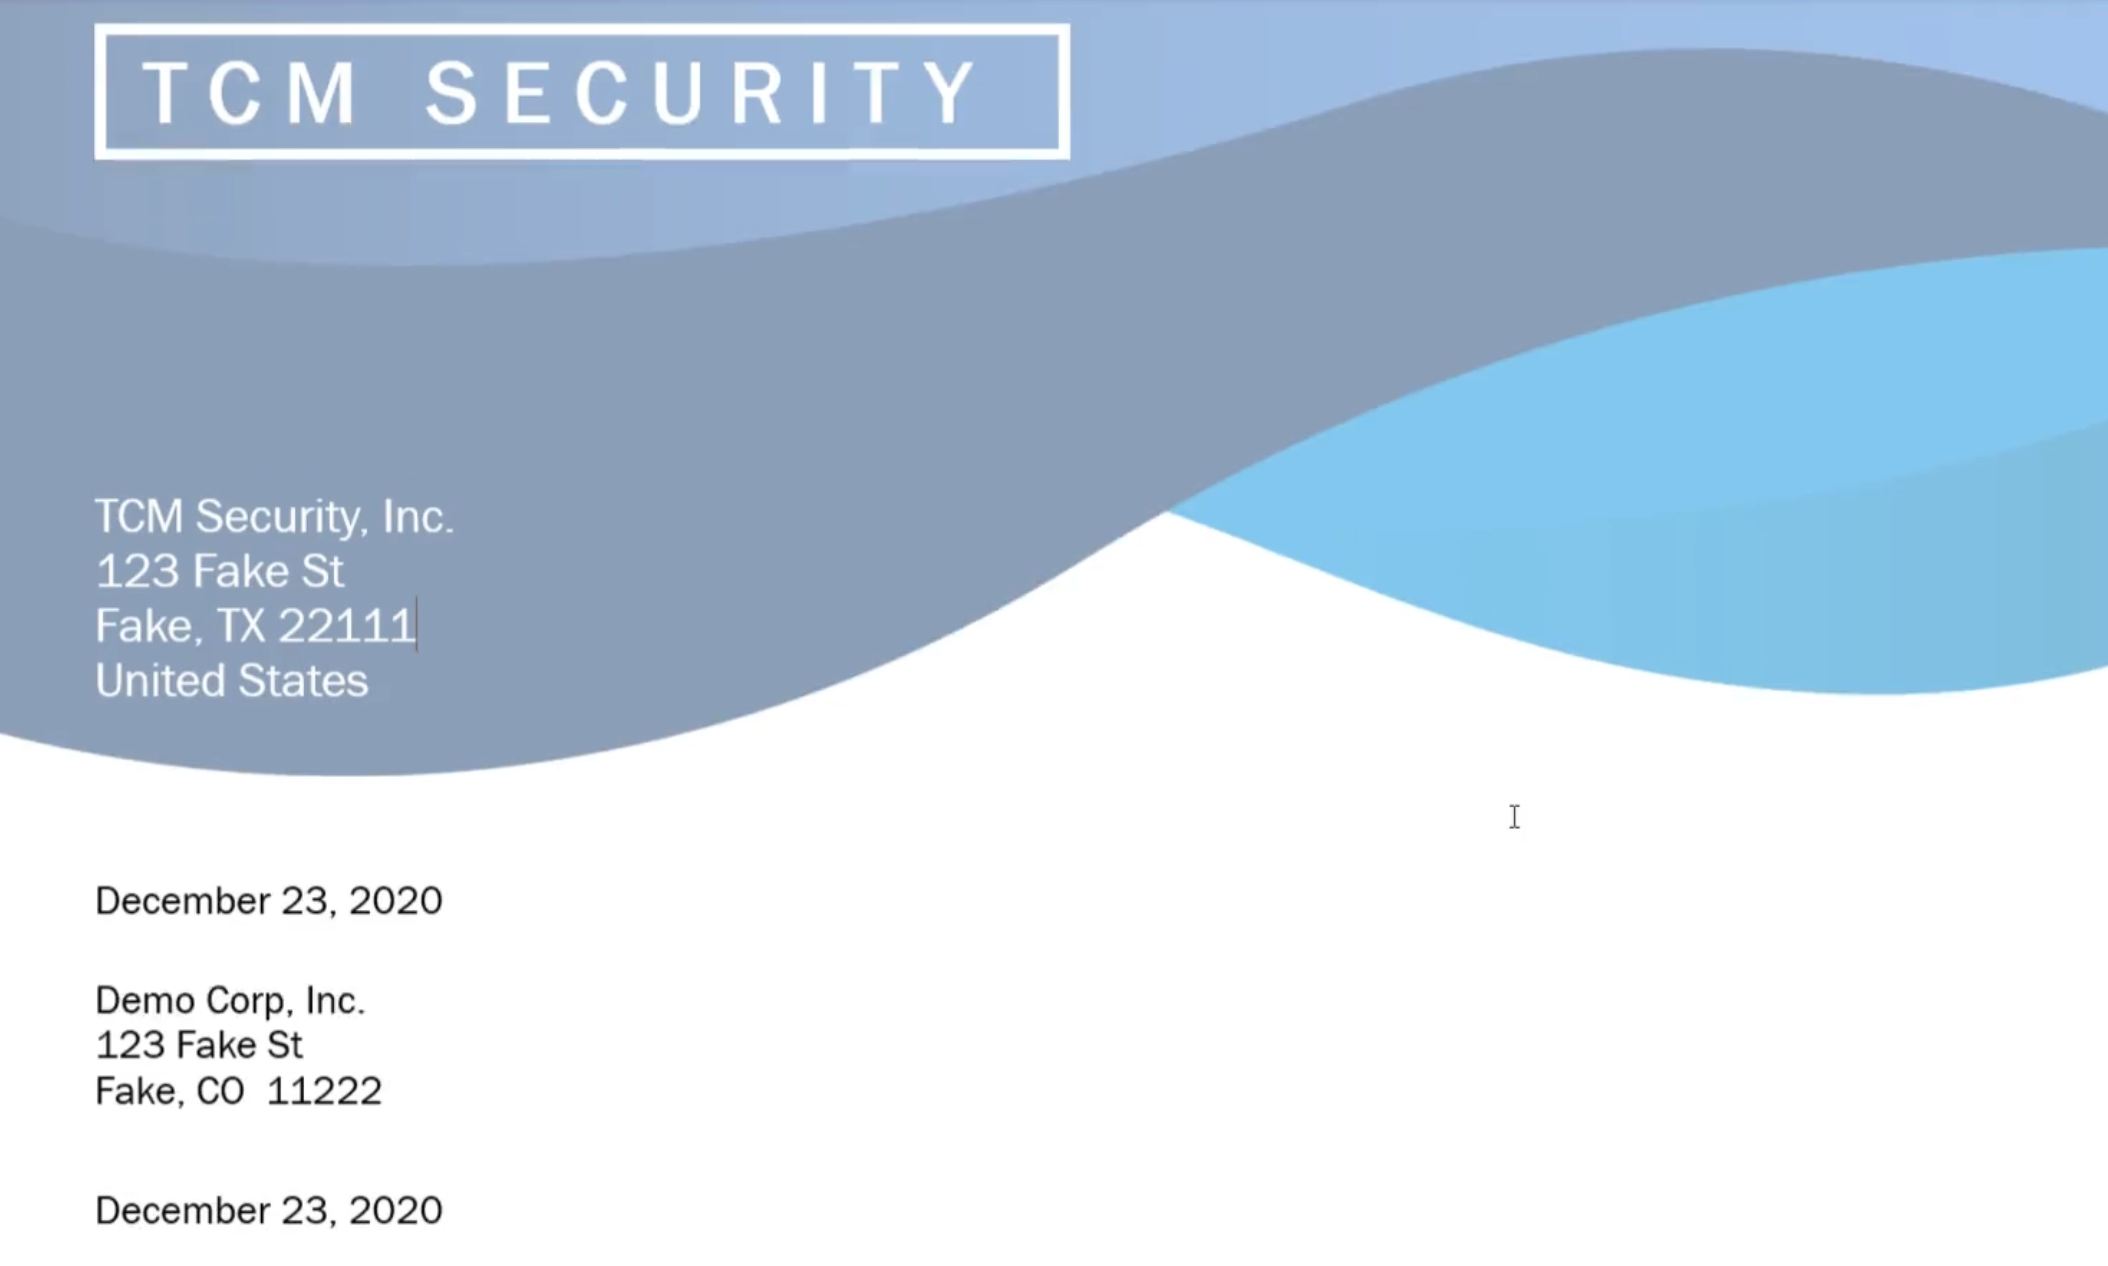 TCM SECURITY
TCM Security, Inc.
123 Fake St
Fake, TX 22111
United States
December 23, 2020
Demo Corp, Inc.
123 Fake St
Fake, CO  11222
December 23, 2020